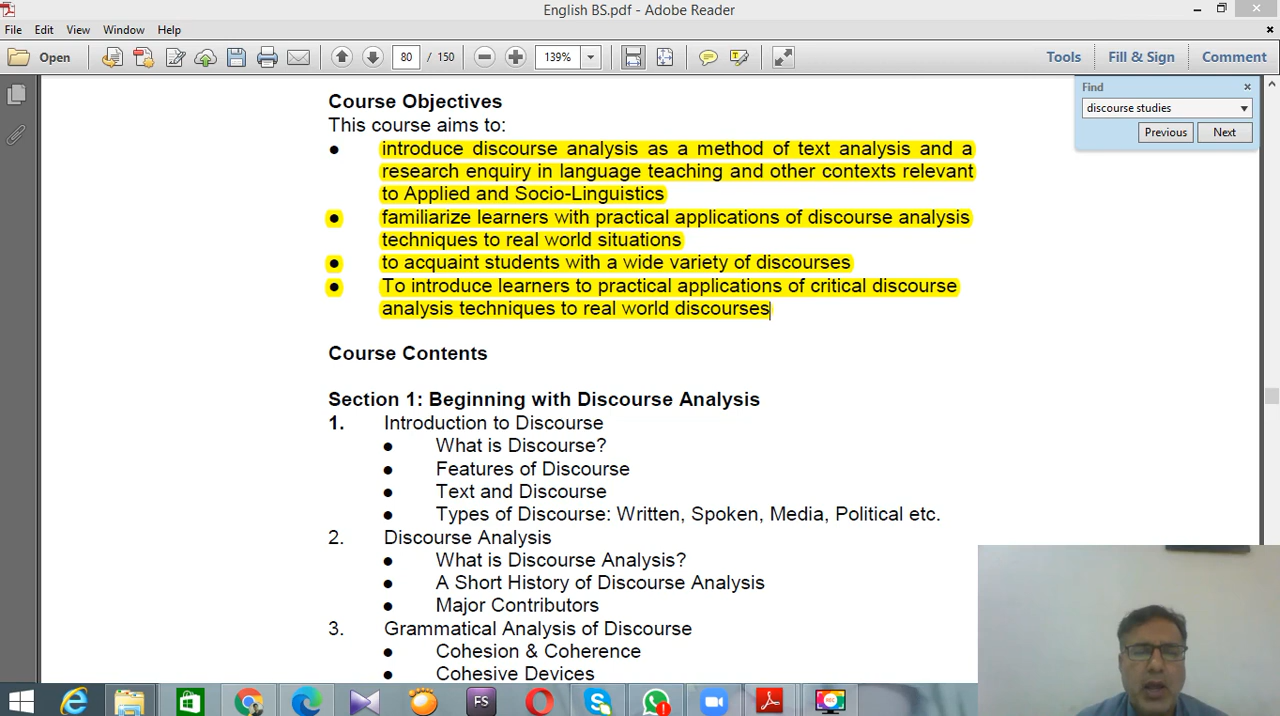 English BS.pdf - Adobe Reader
File Edit View Window Help
Open 80 / 150 139% Tools Fill & Sign Comment
Find
discourse studies
Previous Next
Course Objectives
This course aims to:
● introduce discourse analysis as a method of text analysis and a
research enquiry in language teaching and other contexts relevant
to Applied and Socio-Linguistics
● familiarize learners with practical applications of discourse analysis
techniques to real world situations
● to acquaint students with a wide variety of discourses
● To introduce learners to practical applications of critical discourse
analysis techniques to real world discourses
Course Contents
Section 1: Beginning with Discourse Analysis
1. Introduction to Discourse
● What is Discourse?
● Features of Discourse
● Text and Discourse
● Types of Discourse: Written, Spoken, Media, Political etc.
2. Discourse Analysis
● What is Discourse Analysis?
● A Short History of Discourse Analysis
● Major Contributors
3. Grammatical Analysis of Discourse
● Cohesion & Coherence
● Cohesive Devices
FS